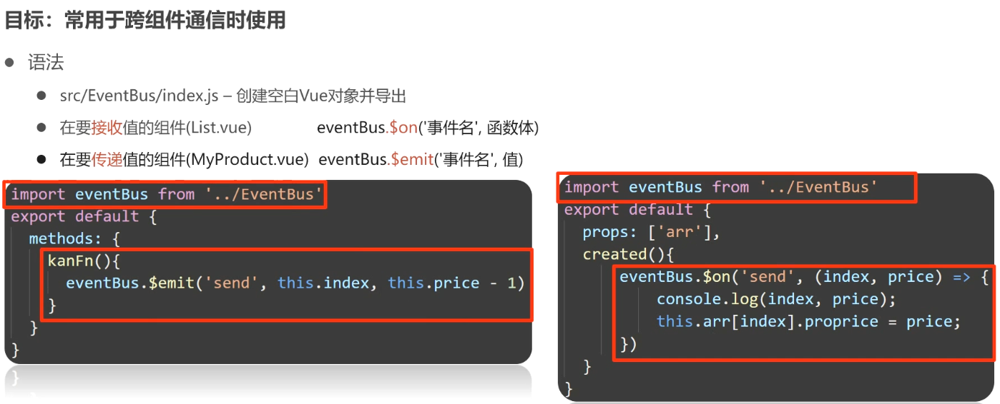 目标：常用于跨组件通信时使用
语法
src/EventBus/index.js – 创建空白Vue对象并导出
在要接收值的组件(List.vue) eventBus.$on('事件名', 函数体)
在要传递值的组件(MyProduct.vue) eventBus.$emit('事件名', 值)
import eventBus from '../EventBus'
export default {
methods: {
kanFn(){
eventBus.$emit('send', this.index, this.price - 1)
}
}
}
import eventBus from '../EventBus'
export default {
props: ['arr'],
created(){
eventBus.$on('send', (index, price) => {
console.log(index, price);
this.arr[index].proprice = price;
})
}
}